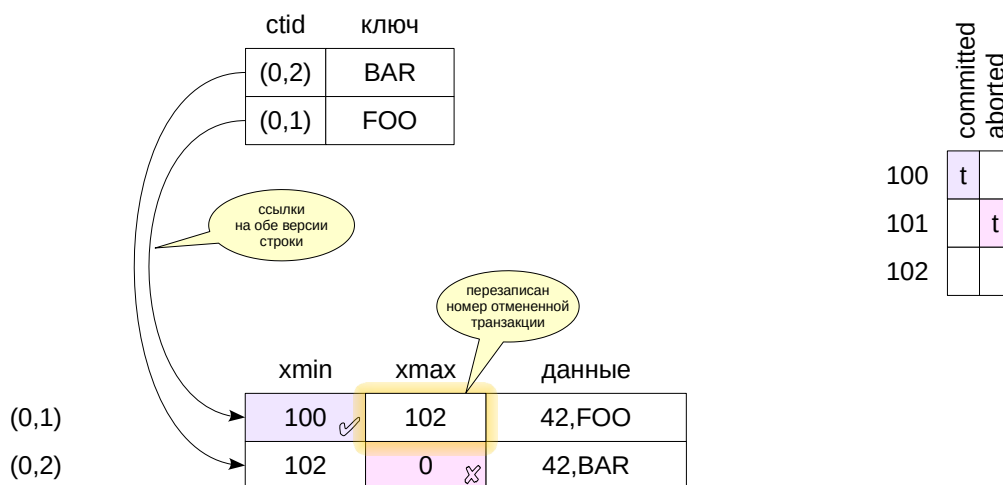 ctid ключ
(0,2) BAR
(0,1) FOO
committed
aborted
100 t
101 t
102
ссылки
на обе версии
строки
перезаписан
номер отмененной
транзакции
xmin xmax данные
(0,1) 100 102 42,FOO
(0,2) 102 0 42,BAR